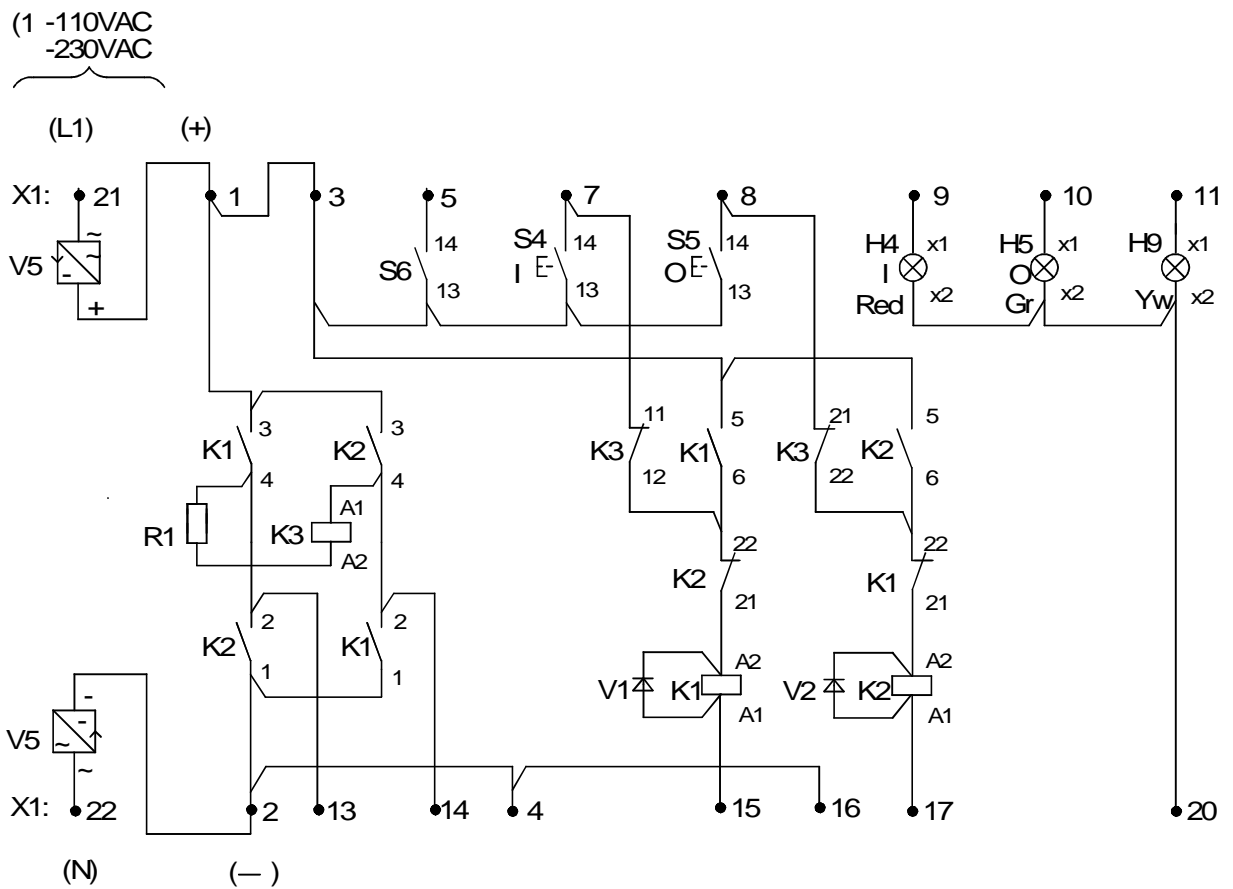 (1 -110VAC
-230VAC
(L1) (+)
X1: 21 1 3 5 7 8 9 10 11
~
~
V5 -
+
S6 14
13
S4 14
I 13
S5 14
O 13
H4 x1
I
Red x2
H5 x1
O
Gr x2
H9 x1
Yw x2
K1 3
4
K2 3
4
R1
K3 A1
A2
K3 11
12
K1 5
6
K3 21
22
K2 5
6
K2 22
21
K1 22
21
K2 2
1
K1 2
1
V1 K1 A2
A1
V2 K2 A2
A1
-
V5 -
~
~
X1: 22 2 13 14 4 15 16 17 20
(N) (— )